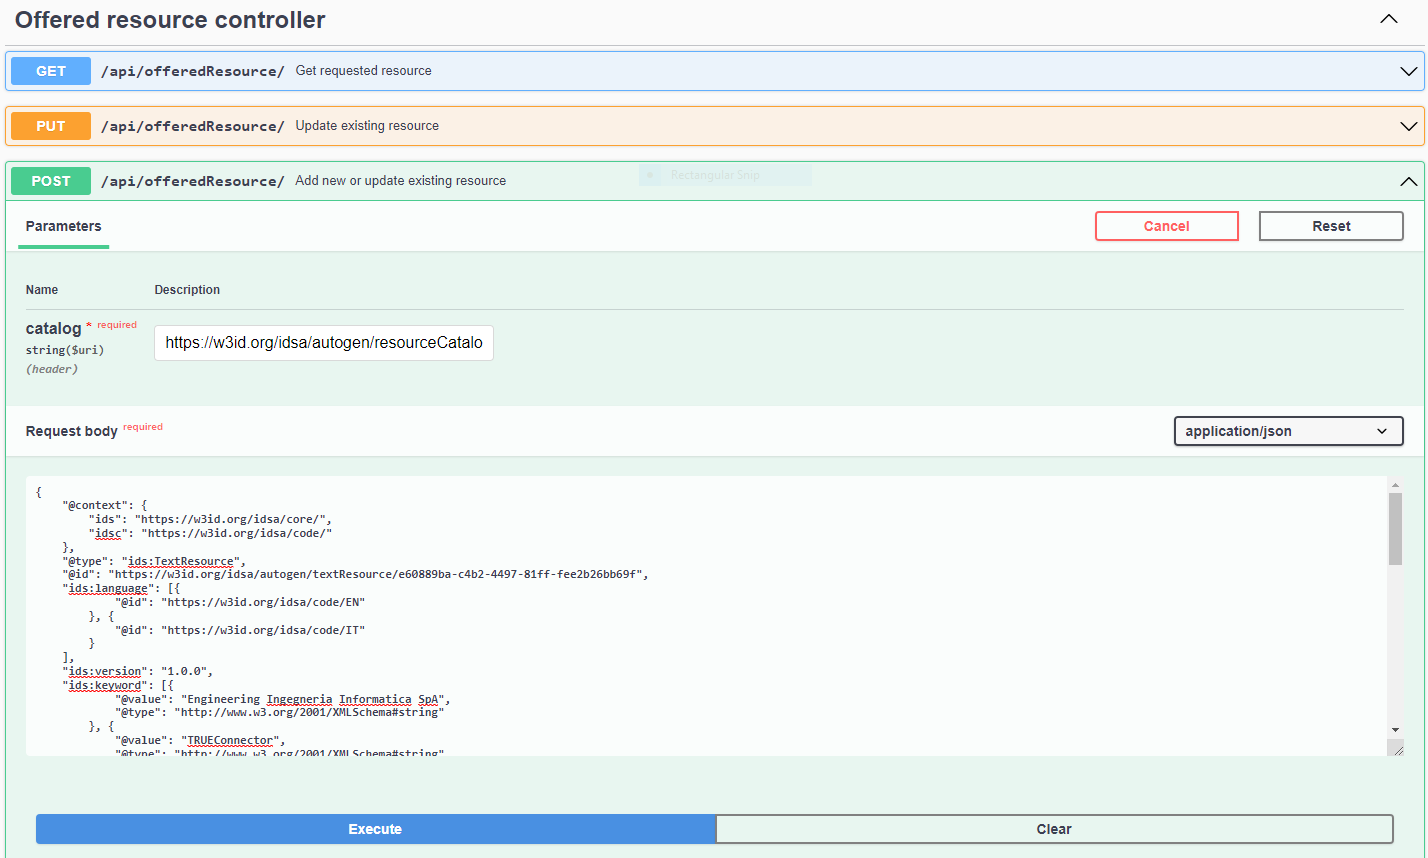 Offered resource controller
GET /api/offeredResource/ Get requested resource
PUT /api/offeredResource/ Update existing resource
POST /api/offeredResource/ Add new or update existing resource
Rectangular Snip
Parameters
Cancel
Reset
Name Description
catalog * required
https://w3id.org/idsa/autogen/resourceCatalo
string($uri)
(header)
Request body required
application/json
{
    "@context": {
        "ids": "https://w3id.org/idsa/core/",
        "idsc": "https://w3id.org/idsa/code/"
    },
    "@type": "ids:TextResource",
    "@id": "https://w3id.org/idsa/autogen/textResource/e60889ba-c4b2-4497-81ff-fee2b26bb69f",
    "ids:language": [{
            "@id": "https://w3id.org/idsa/code/EN"
        }, {
            "@id": "https://w3id.org/idsa/code/IT"
        }
    ],
    "ids:version": "1.0.0",
    "ids:keyword": [{
            "@value": "Engineering Ingegneria Informatica SpA",
            "@type": "http://www.w3.org/2001/XMLSchema#string"
        }, {
            "@value": "TRUEConnector",
            "@type": "http://www.w3.org/2001/XMLSchema#string"
Execute
Clear